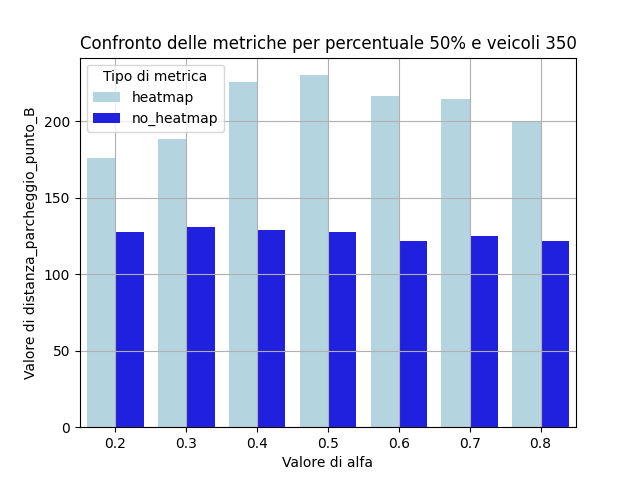 Confronto delle metriche per percentuale 50% e veicoli 350
Tipo di metrica
heatmap
no_heatmap
Valore di distanza_parcheggio_punto_B
200
150
100
50
0
0.2 0.3 0.4 0.5 0.6 0.7 0.8
Valore di alfa